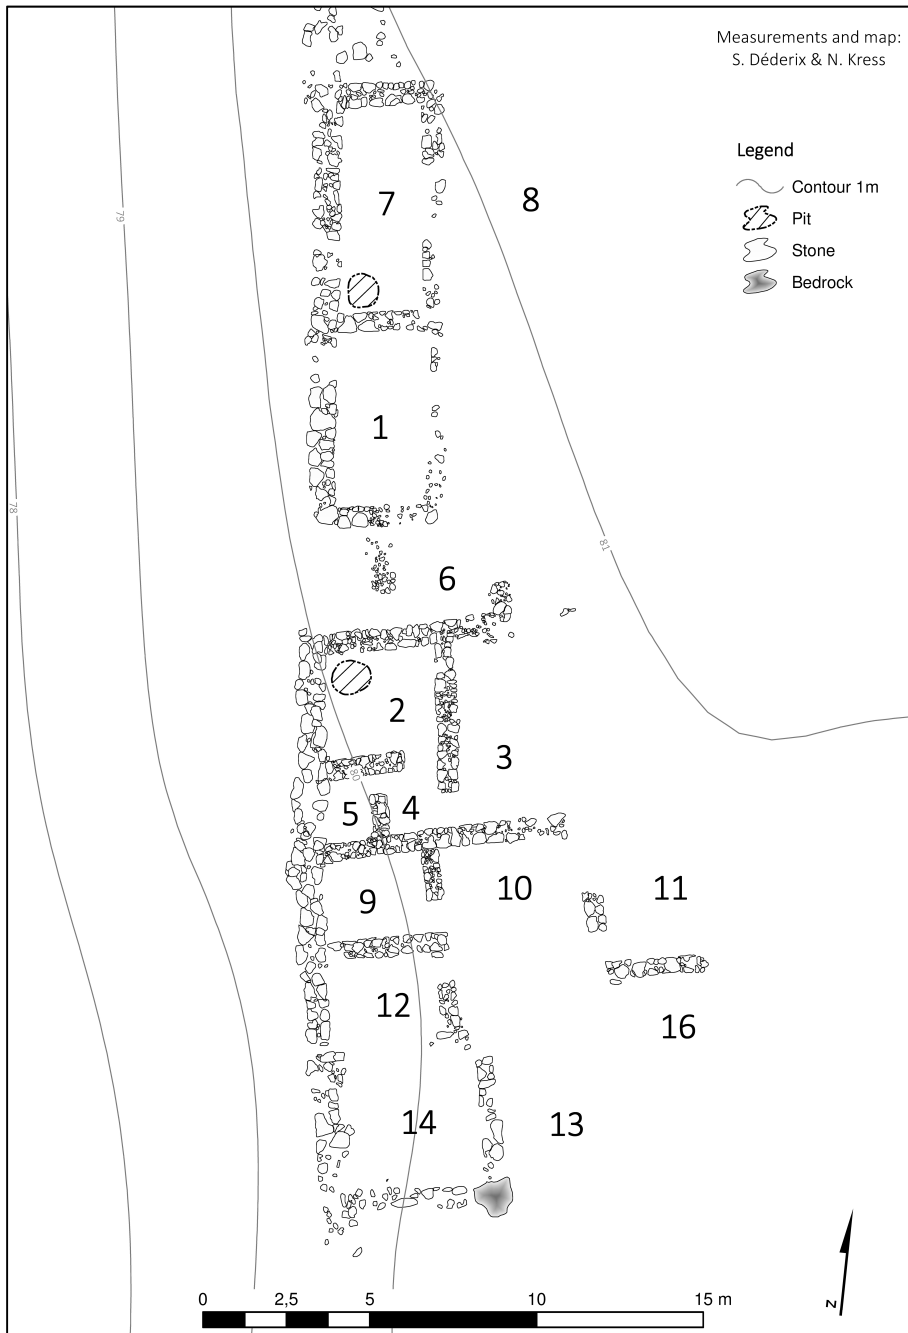 Measurements and map:
S. Déderix & N. Kress
Legend
Contour 1m
Pit
Stone
Bedrock
7
8
79
1
78
81
6
2
3
80
5
4
9
10
11
12
16
14
13
N
0 2,5 5 10 15 m